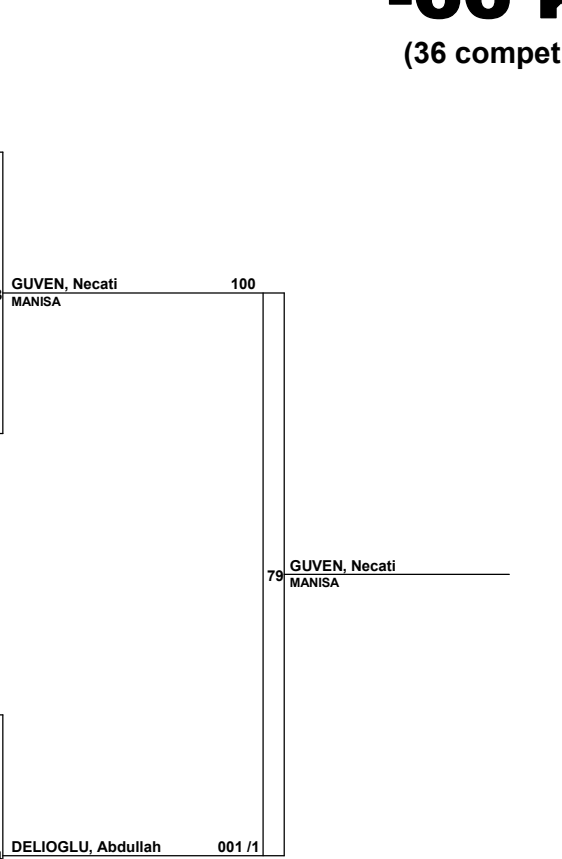 (36 compet
GUVEN, Necati 100
MANISA
79 GUVEN, Necati
MANISA
DELIOGLU, Abdullah 001 /1